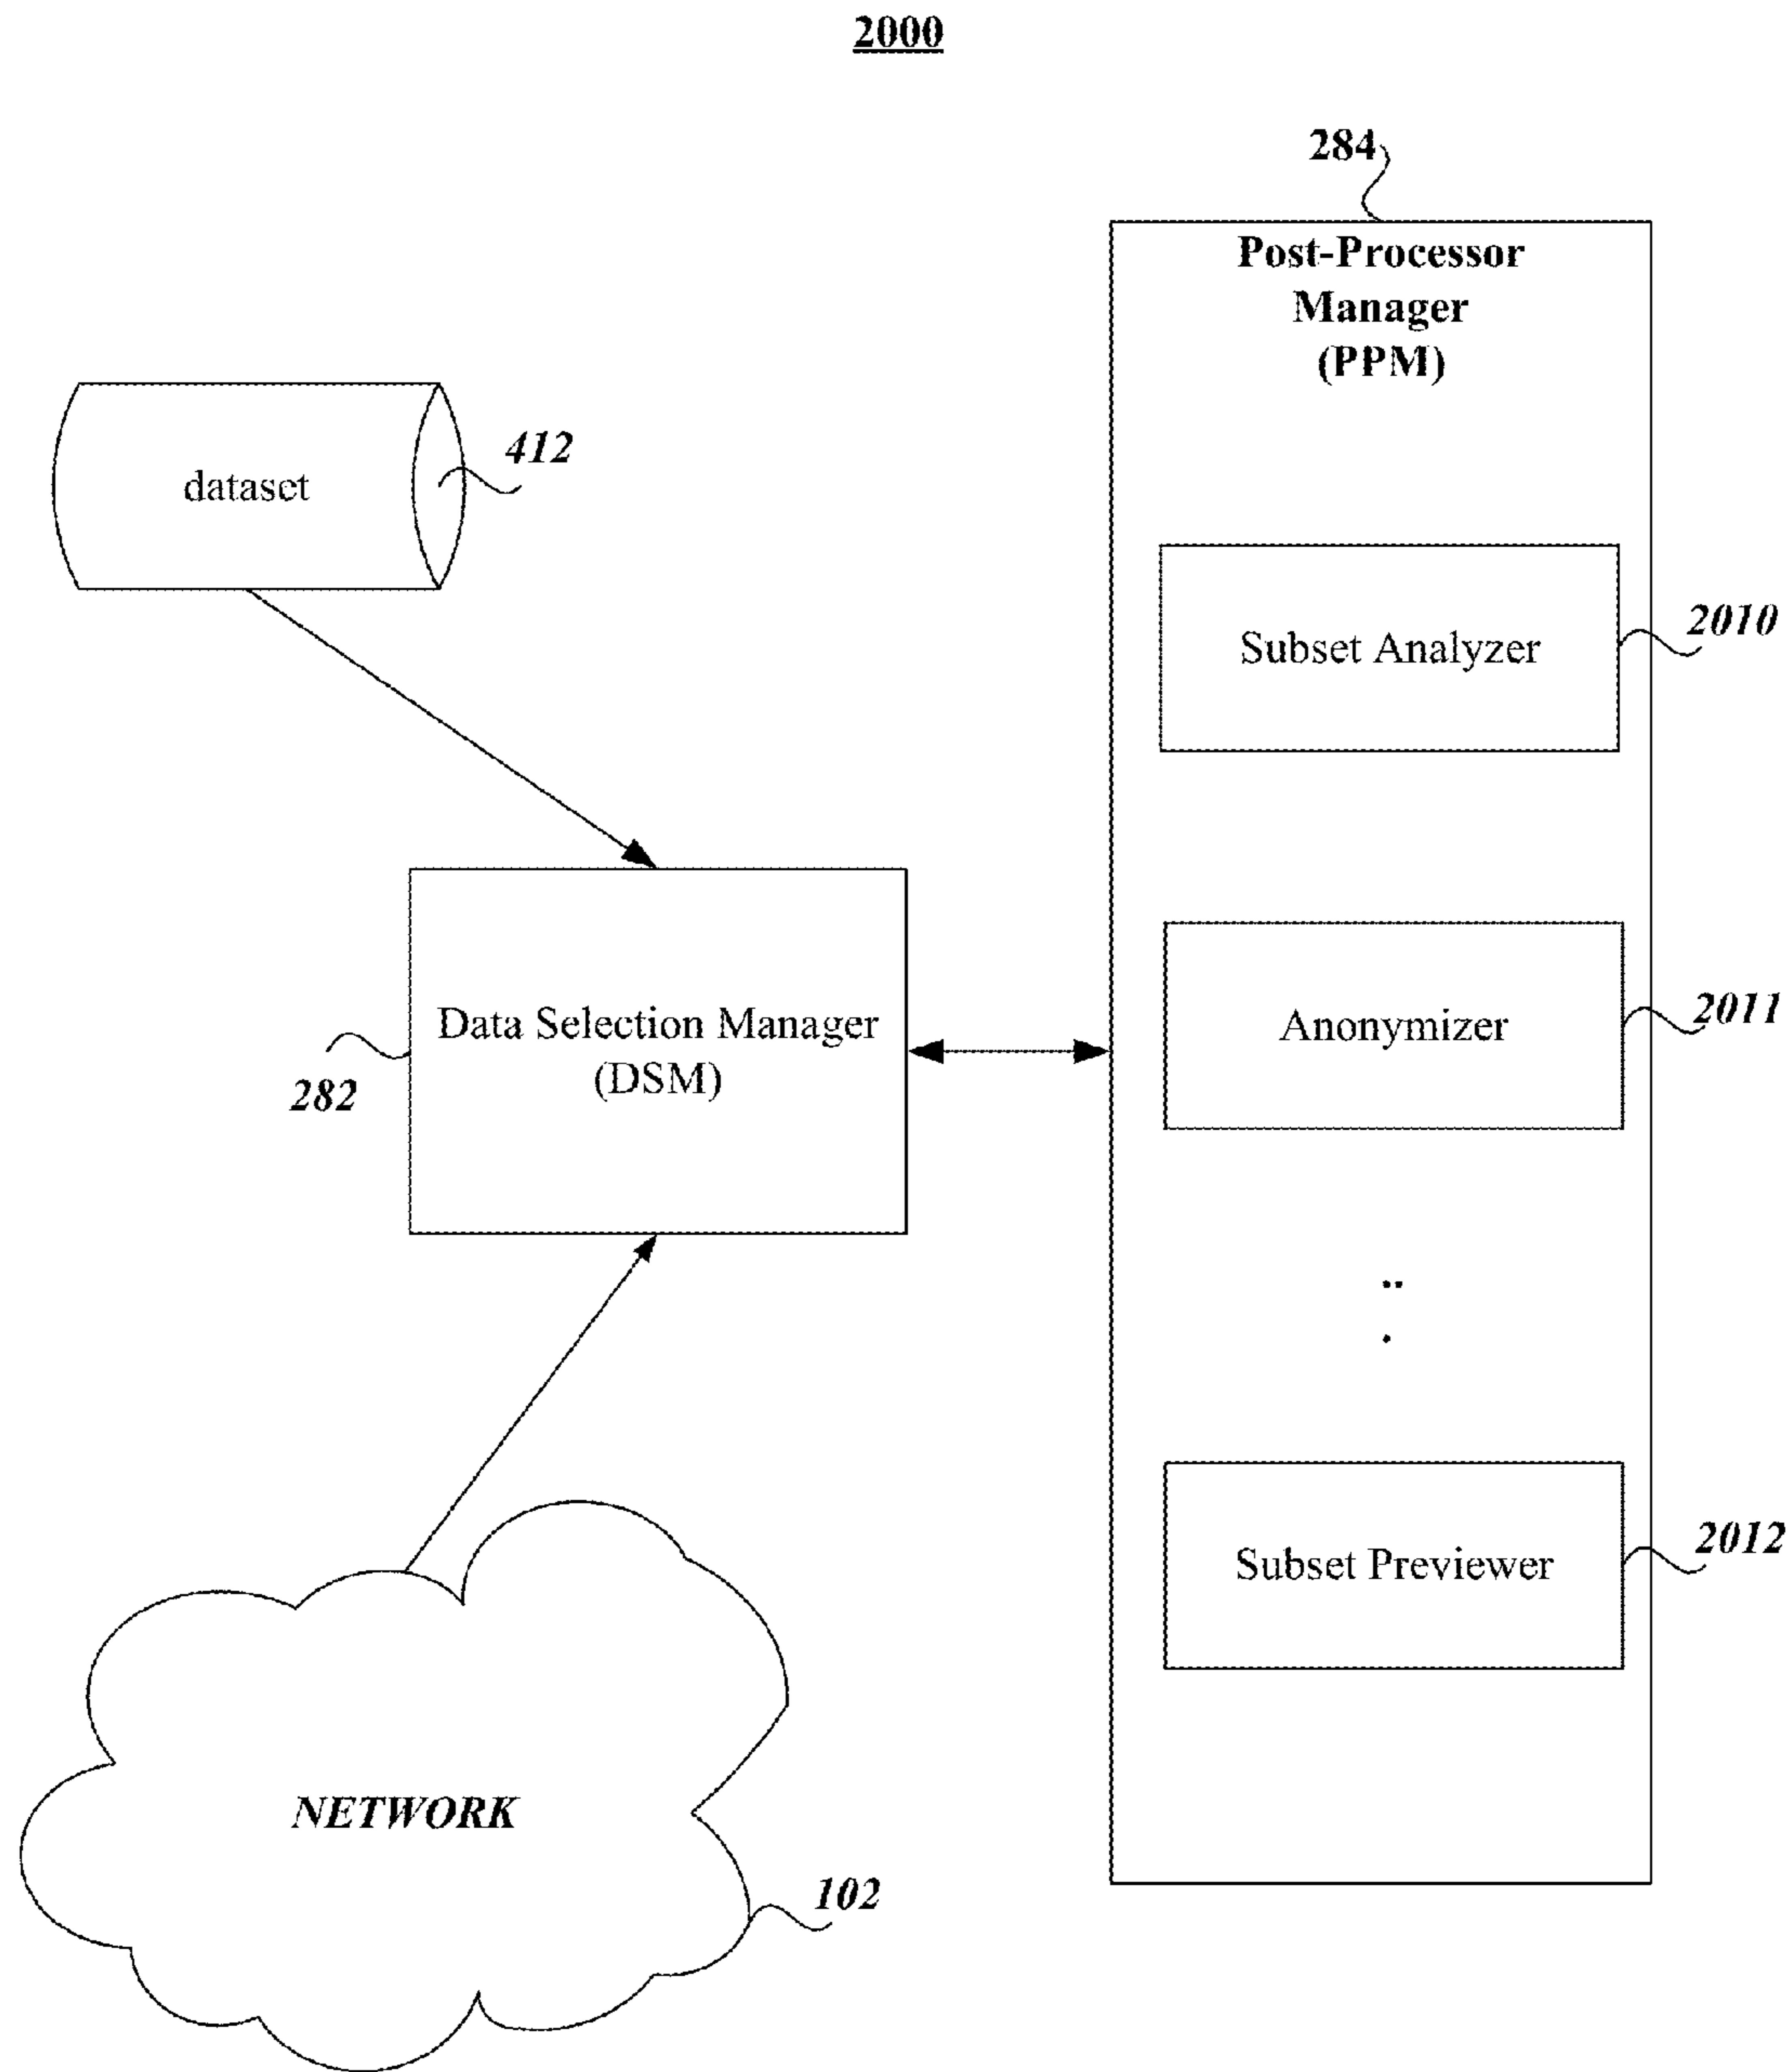 2000
284
Post-Processor
Manager
(PPM)
412
dataset
2010
Subset Analyzer
2011
Data Selection Manager
(DSM)
Anonymizer
282
2012
Subset Previewer
NETWORK
102